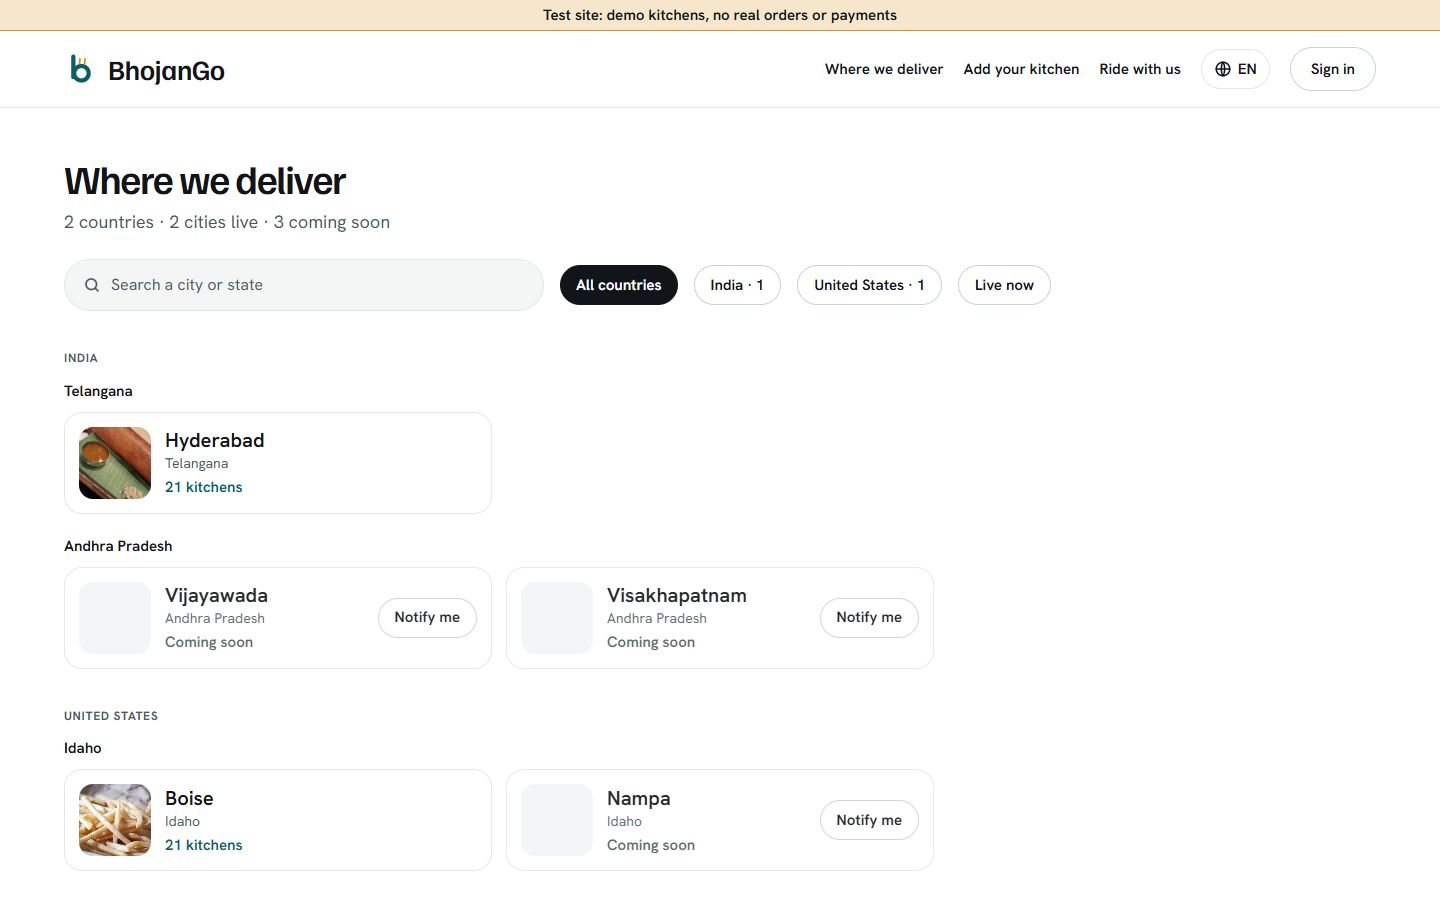 Test site: demo kitchens, no real orders or payments
BhojanGo
Where we deliver
Add your kitchen
Ride with us
EN
Sign in
Where we deliver
2 countries · 2 cities live · 3 coming soon
Search a city or state
All countries
India · 1
United States · 1
Live now
INDIA
Telangana
Hyderabad
Telangana
21 kitchens
Andhra Pradesh
Vijayawada
Andhra Pradesh
Coming soon
Notify me
Visakhapatnam
Andhra Pradesh
Coming soon
Notify me
UNITED STATES
Idaho
Boise
Idaho
21 kitchens
Nampa
Idaho
Coming soon
Notify me